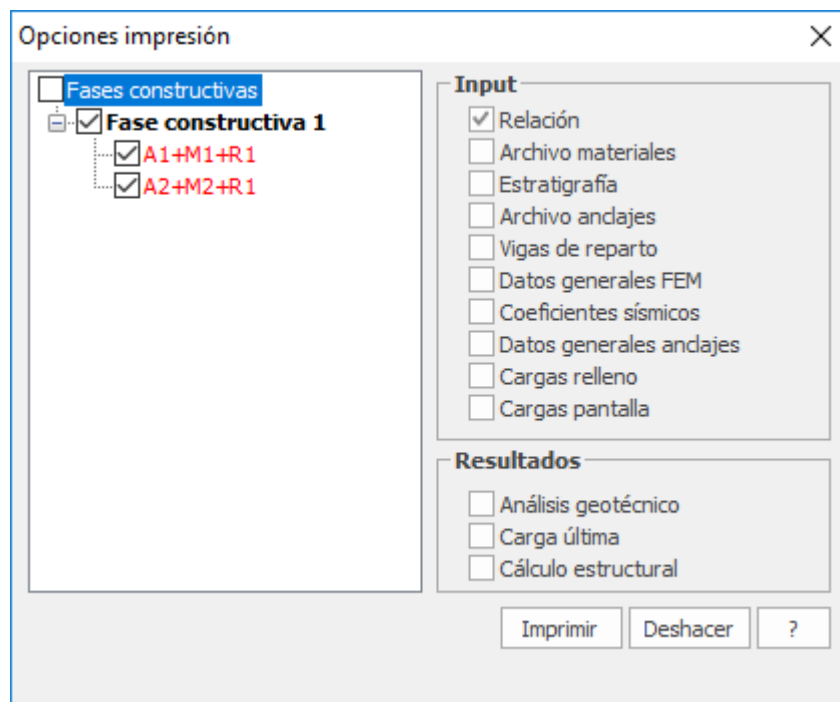 Opciones impresión
Fases constructivas
Fase constructiva 1
A1+M1+R1
A2+M2+R1
Input
Relación
Archivo materiales
Estratigrafía
Archivo anclajes
Vigas de reparto
Datos generales FEM
Coeficientes sísmicos
Datos generales anclajes
Cargas relleno
Cargas pantalla
Resultados
Análisis geotécnico
Carga última
Cálculo estructural
Imprimir
Deshacer
?